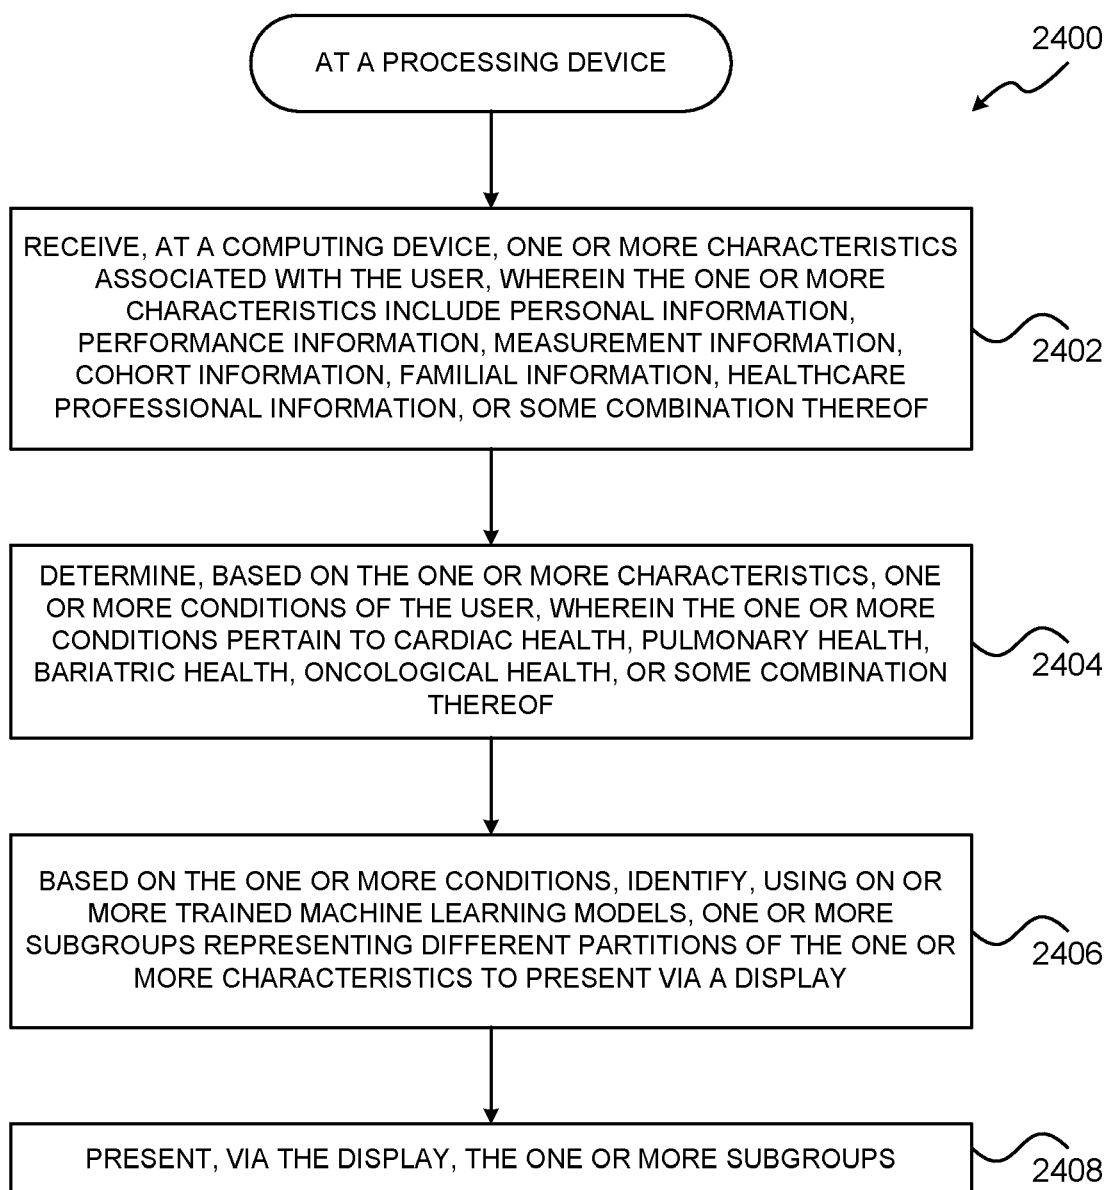 AT A PROCESSING DEVICE
2400
RECEIVE, AT A COMPUTING DEVICE, ONE OR MORE CHARACTERISTICS
ASSOCIATED WITH THE USER, WHEREIN THE ONE OR MORE
CHARACTERISTICS INCLUDE PERSONAL INFORMATION,
PERFORMANCE INFORMATION, MEASUREMENT INFORMATION,
COHORT INFORMATION, FAMILIAL INFORMATION, HEALTHCARE
PROFESSIONAL INFORMATION, OR SOME COMBINATION THEREOF
2402
DETERMINE, BASED ON THE ONE OR MORE CHARACTERISTICS, ONE
OR MORE CONDITIONS OF THE USER, WHEREIN THE ONE OR MORE
CONDITIONS PERTAIN TO CARDIAC HEALTH, PULMONARY HEALTH,
BARIATRIC HEALTH, ONCOLOGICAL HEALTH, OR SOME COMBINATION
THEREOF
2404
BASED ON THE ONE OR MORE CONDITIONS, IDENTIFY, USING ON OR
MORE TRAINED MACHINE LEARNING MODELS, ONE OR MORE
SUBGROUPS REPRESENTING DIFFERENT PARTITIONS OF THE ONE OR
MORE CHARACTERISTICS TO PRESENT VIA A DISPLAY
2406
PRESENT, VIA THE DISPLAY, THE ONE OR MORE SUBGROUPS
2408